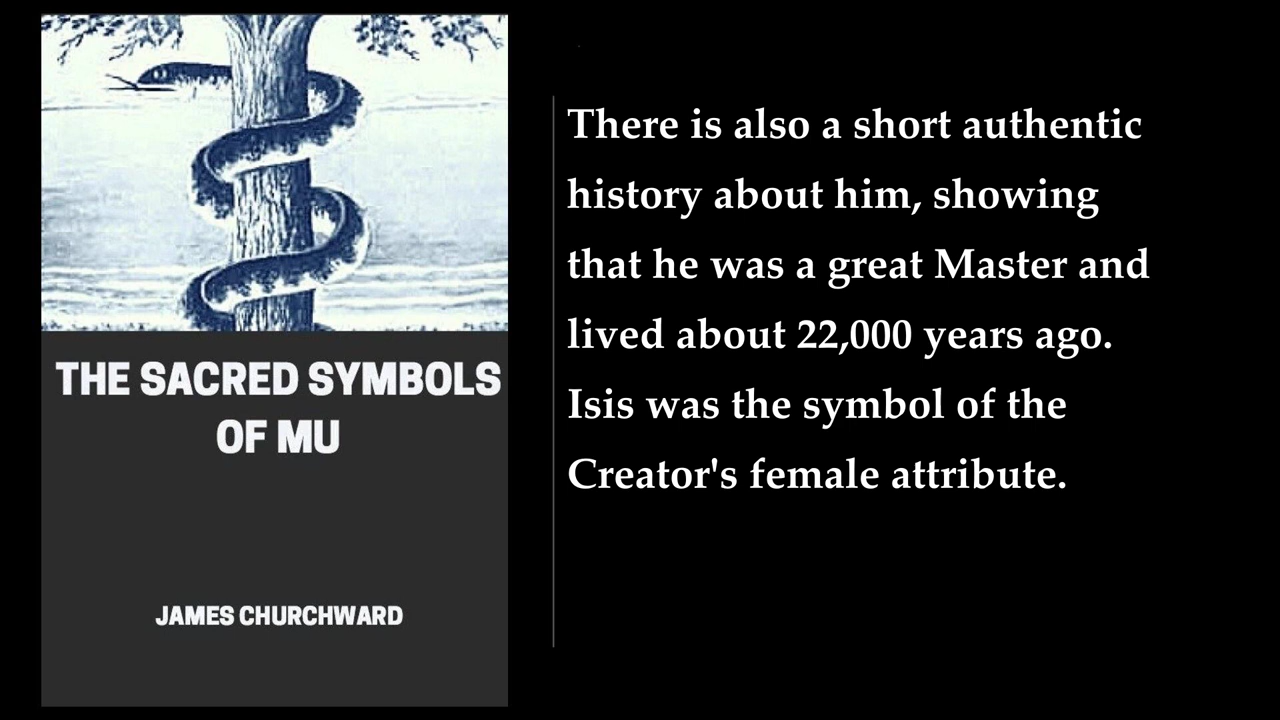 THE SACRED SYMBOLS
OF MU
JAMES CHURCHWARD
There is also a short authentic
history about him, showing
that he was a great Master and
lived about 22,000 years ago.
Isis was the symbol of the
Creator's female attribute.